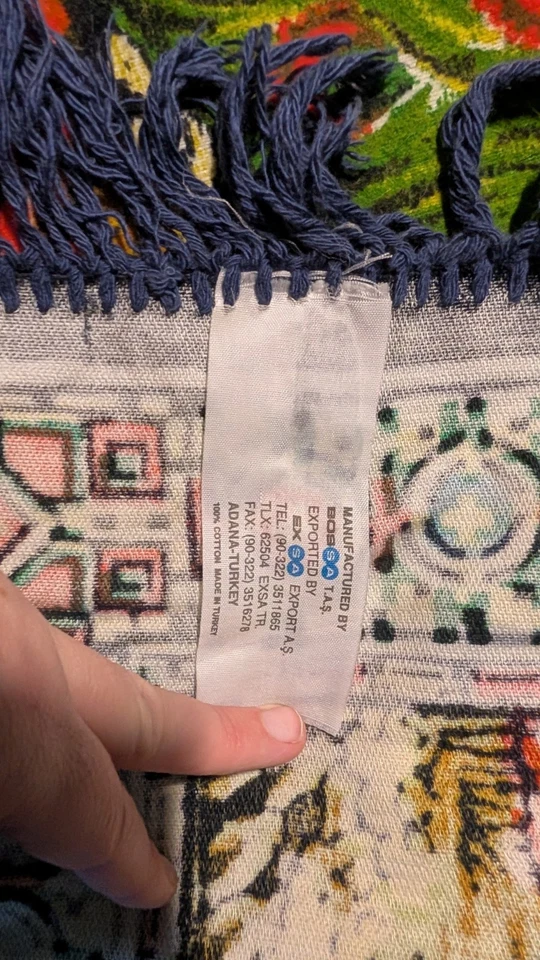 MANUFACTURED BY
BOSSA T.A.Ş.
EXPORTED BY
EXSA EXPORT A.Ş.
TEL: (90-322) 3511865
TLX: 62504 EXSA TR.
FAX: (90-322) 3516278
ADANA-TURKEY
100% COTTON MADE IN TURKEY